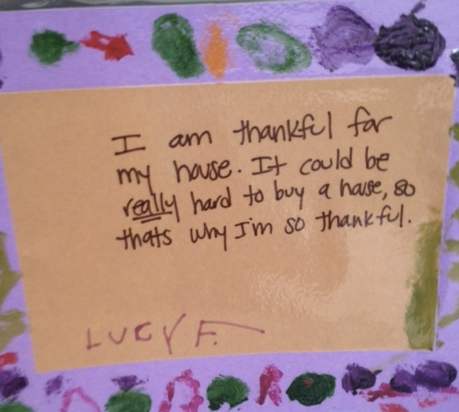 I am thankful for
my house. It could be
really hard to buy a house, so
thats why I'm so thankful.
LUCY F.